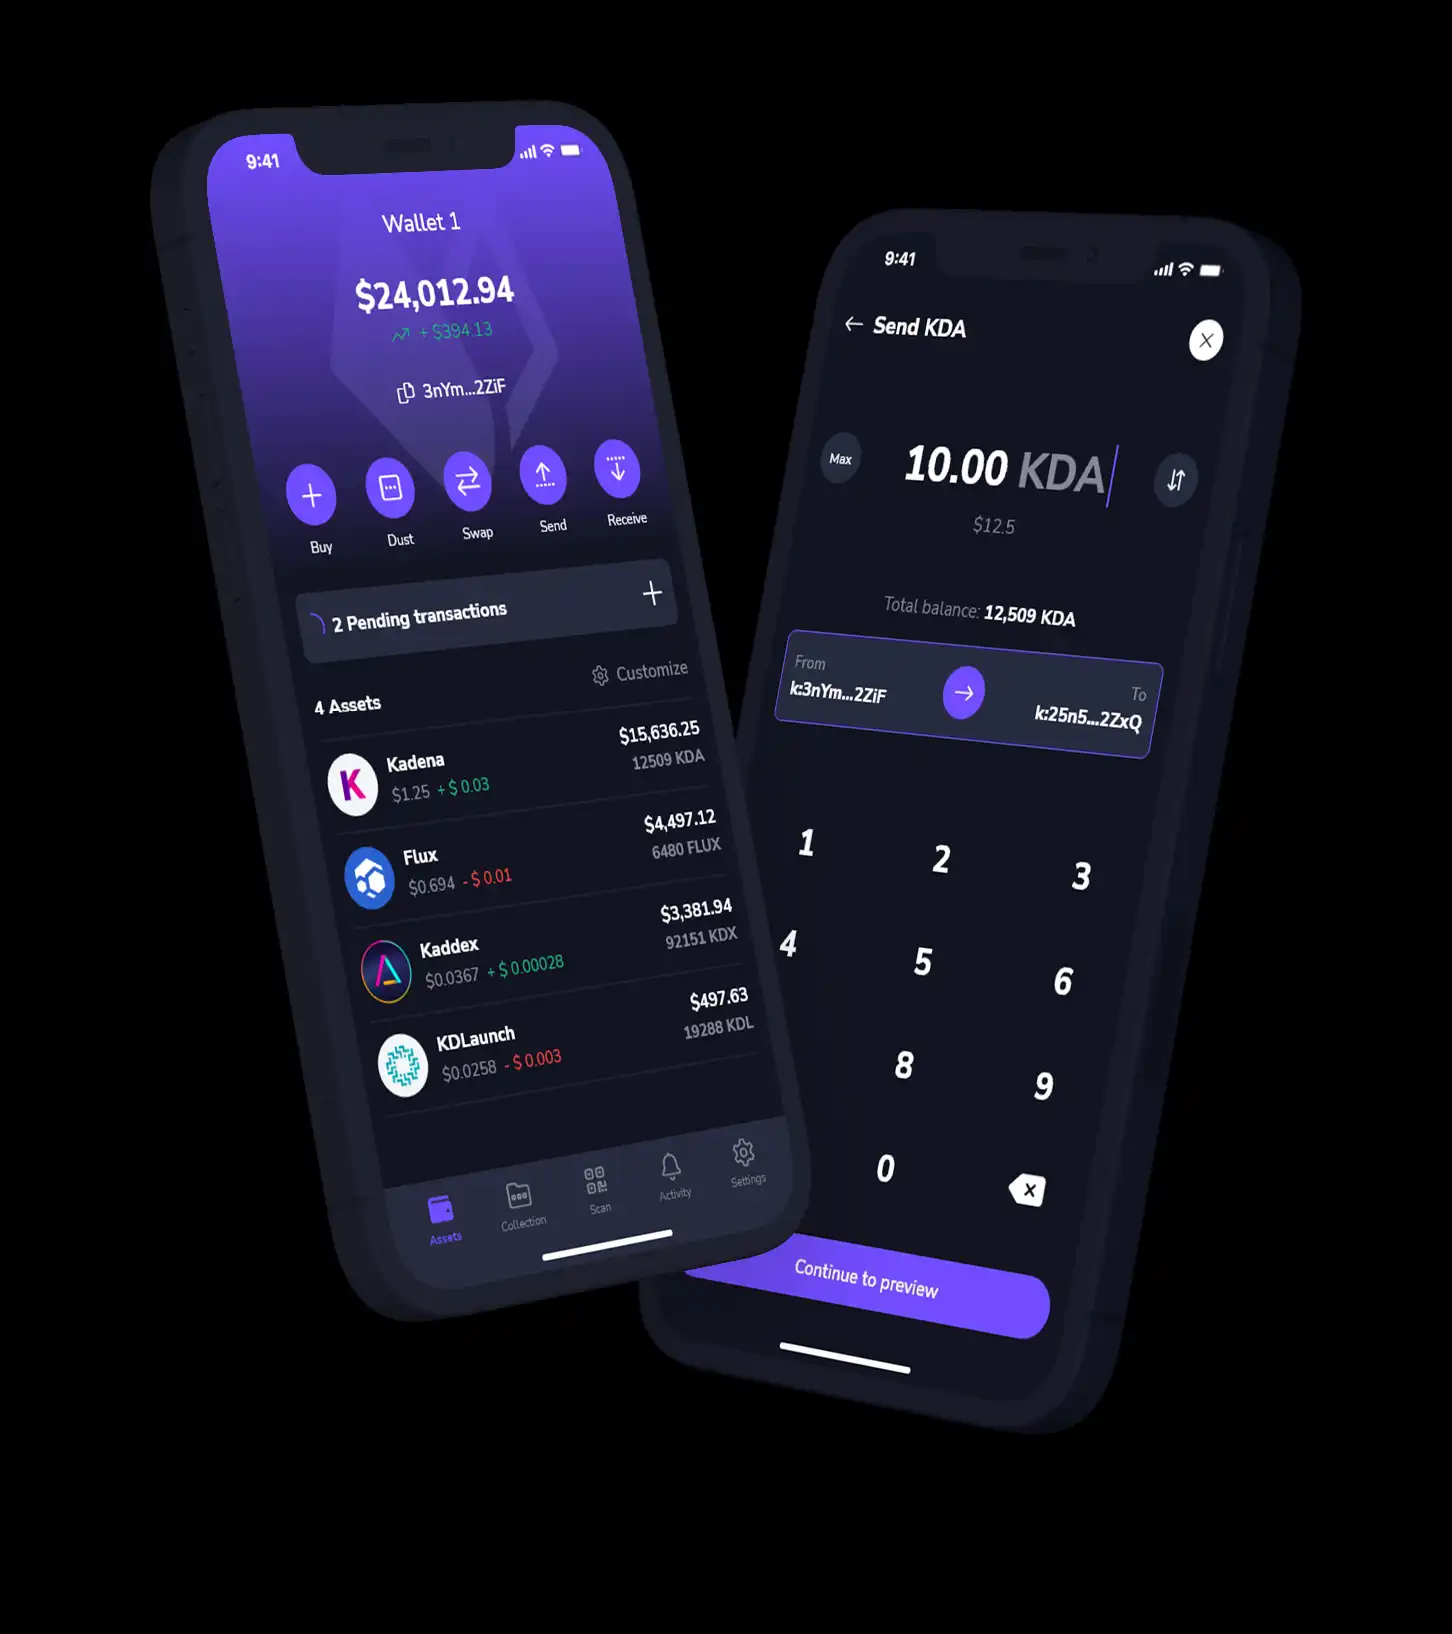 9:41
Wallet 1
$24,012.94
+ $394.13
3nYm...2ZiF
Buy
Dust
Swap
Send
Receive
2 Pending transactions
4 Assets
Customize
Kadena
$15,636.25
$1.25 + $ 0.03
12509 KDA
Flux
$4,497.12
$0.694 - $ 0.01
6480 FLUX
Kaddex
$3,381.94
$0.0367 + $ 0.00028
92151 KDX
KDLaunch
$497.63
$0.0258 - $ 0.003
19288 KDL
Assets
Collection
Scan
Activity
Settings
9:41
Send KDA
Max
10.00 KDA
$12.5
Total balance: 12,509 KDA
From
To
k:3nYm...2ZiF
k:25n5...2ZxQ
1
2
3
4
5
6
8
9
0
Continue to preview